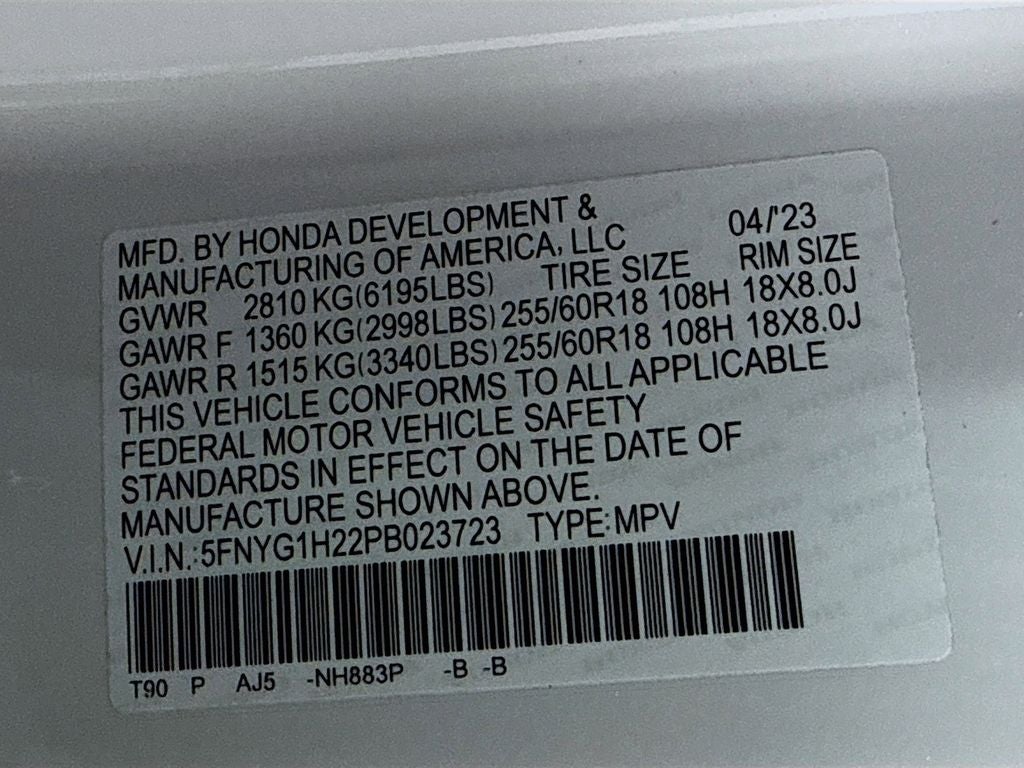 MFD. BY HONDA DEVELOPMENT & 04/'23
MANUFACTURING OF AMERICA, LLC
GVWR 2810 KG(6195LBS) TIRE SIZE RIM SIZE
GAWR F 1360 KG(2998LBS) 255/60R18 108H 18X8.0J
GAWR R 1515 KG(3340LBS) 255/60R18 108H 18X8.0J
THIS VEHICLE CONFORMS TO ALL APPLICABLE
FEDERAL MOTOR VEHICLE SAFETY
STANDARDS IN EFFECT ON THE DATE OF
MANUFACTURE SHOWN ABOVE.
V.I.N.:5FNYG1H22PB023723 TYPE:MPV
T90 P AJ5 -NH883P -B -B